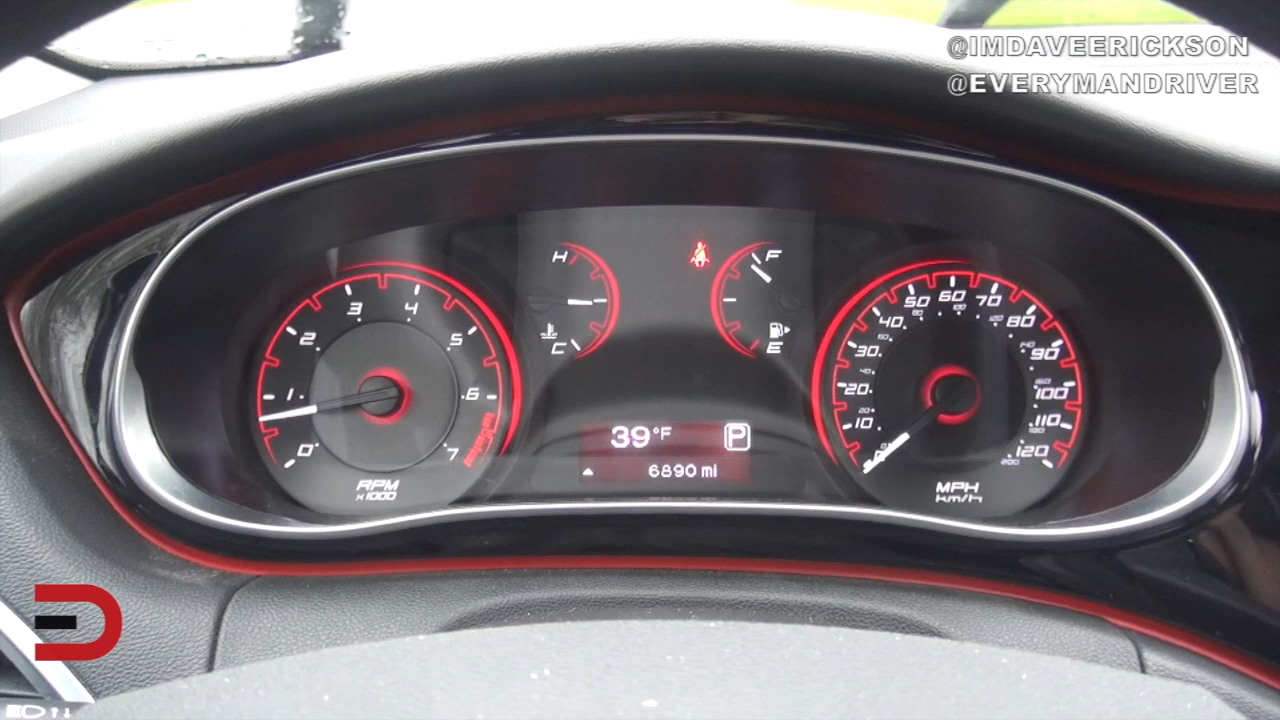 @IMDAVEERICKSON
@EVERYMANDRIVER
0 1 2 3 4 5 6 7
RPM
x1000
H
C
F
E
39°F P
6890 mi
10 20 30 40 50 60 70 80 90 100 110 120
MPH
km/h